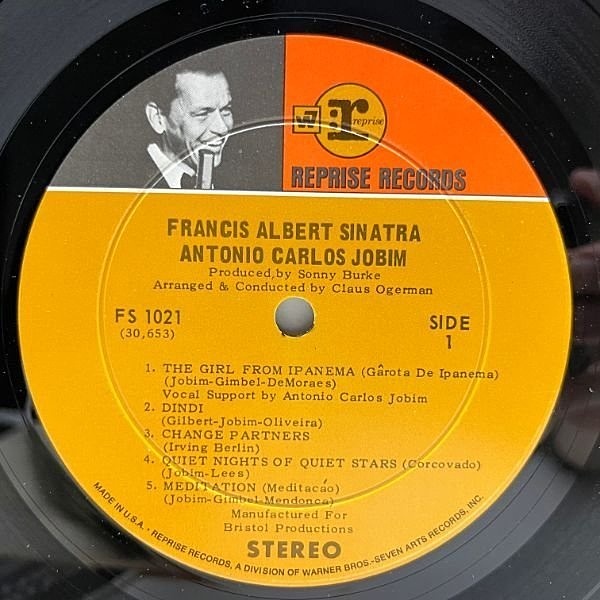 W7 r reprise
REPRISE RECORDS
FRANCIS ALBERT SINATRA
ANTONIO CARLOS JOBIM
Produced by Sonny Burke
Arranged & Conducted by Claus Ogerman
FS 1021
(30,653)
SIDE
1
1. THE GIRL FROM IPANEMA (Gârota De Ipanema)
(Jobim-Gimbel-DeMoraes)
Vocal Support by Antonio Carlos Jobim
2. DINDI
(Gilbert-Jobim-Oliveira)
3. CHANGE PARTNERS
(Irving Berlin)
4. QUIET NIGHTS OF QUIET STARS (Corcovado)
(Jobim-Lees)
5. MEDITATION (Meditacáo)
(Jobim-Gimbel-Mendonca)
Manufactured For
Bristol Productions
STEREO
MADE IN U.S.A. • REPRISE RECORDS, A DIVISION OF WARNER BROS.-SEVEN ARTS RECORDS, INC.